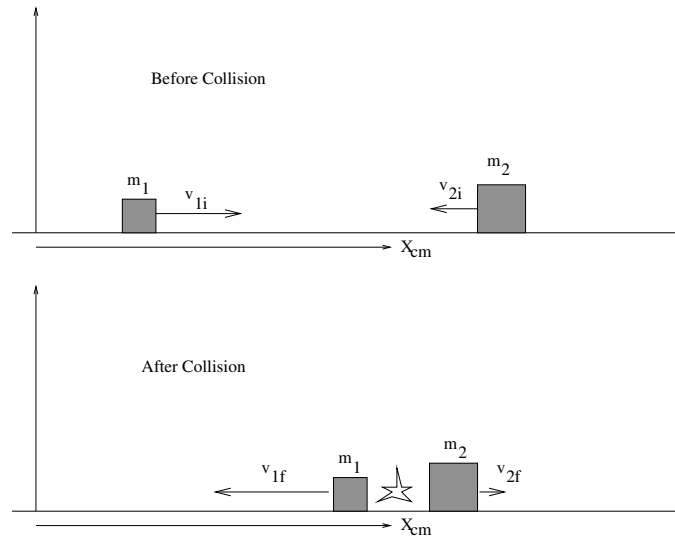 Before Collision
m1
v1i
v2i
m2
Xcm
After Collision
v1f
m1
m2
v2f
Xcm